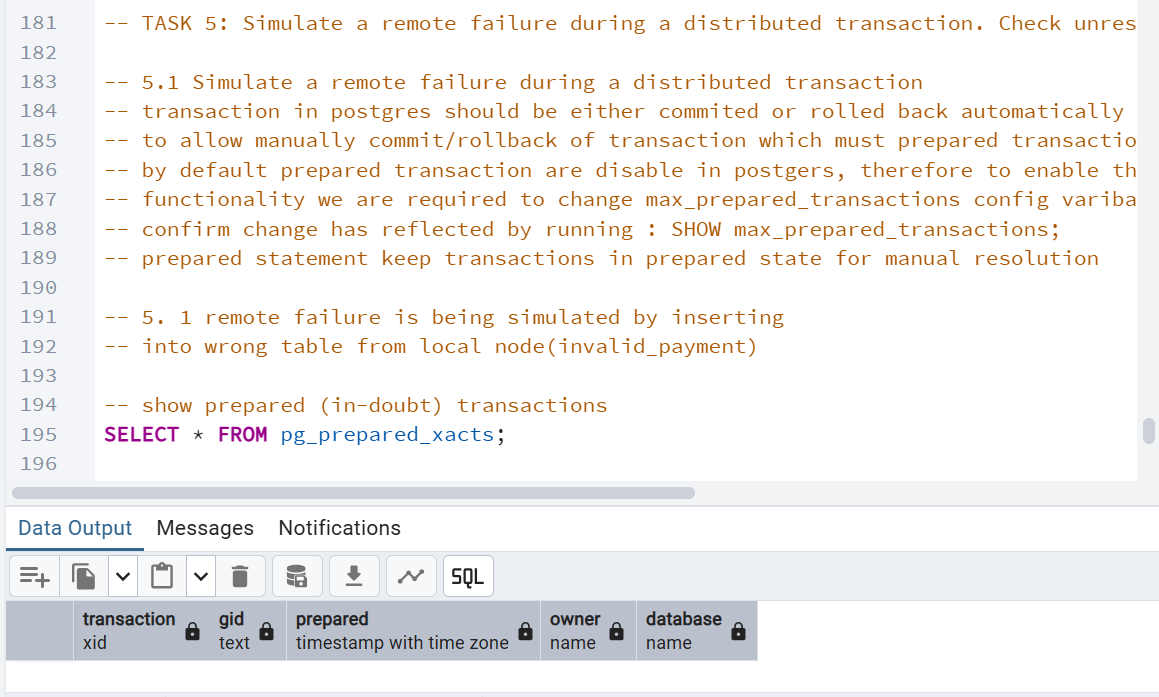 181 -- TASK 5: Simulate a remote failure during a distributed transaction. Check unres
182
183 -- 5.1 Simulate a remote failure during a distributed transaction
184 -- transaction in postgres should be either commited or rolled back automatically
185 -- to allow manually commit/rollback of transaction which must prepared transactio
186 -- by default prepared transaction are disable in postgers, therefore to enable th
187 -- functionality we are required to change max_prepared_transactions config variba
188 -- confirm change has reflected by running : SHOW max_prepared_transactions;
189 -- prepared statement keep transactions in prepared state for manual resolution
190
191 -- 5. 1 remote failure is being simulated by inserting
192 -- into wrong table from local node(invalid_payment)
193
194 -- show prepared (in-doubt) transactions
195 SELECT * FROM pg_prepared_xacts;
196
Data Output Messages Notifications
SQL
transaction gid prepared owner database
xid text timestamp with time zone name name